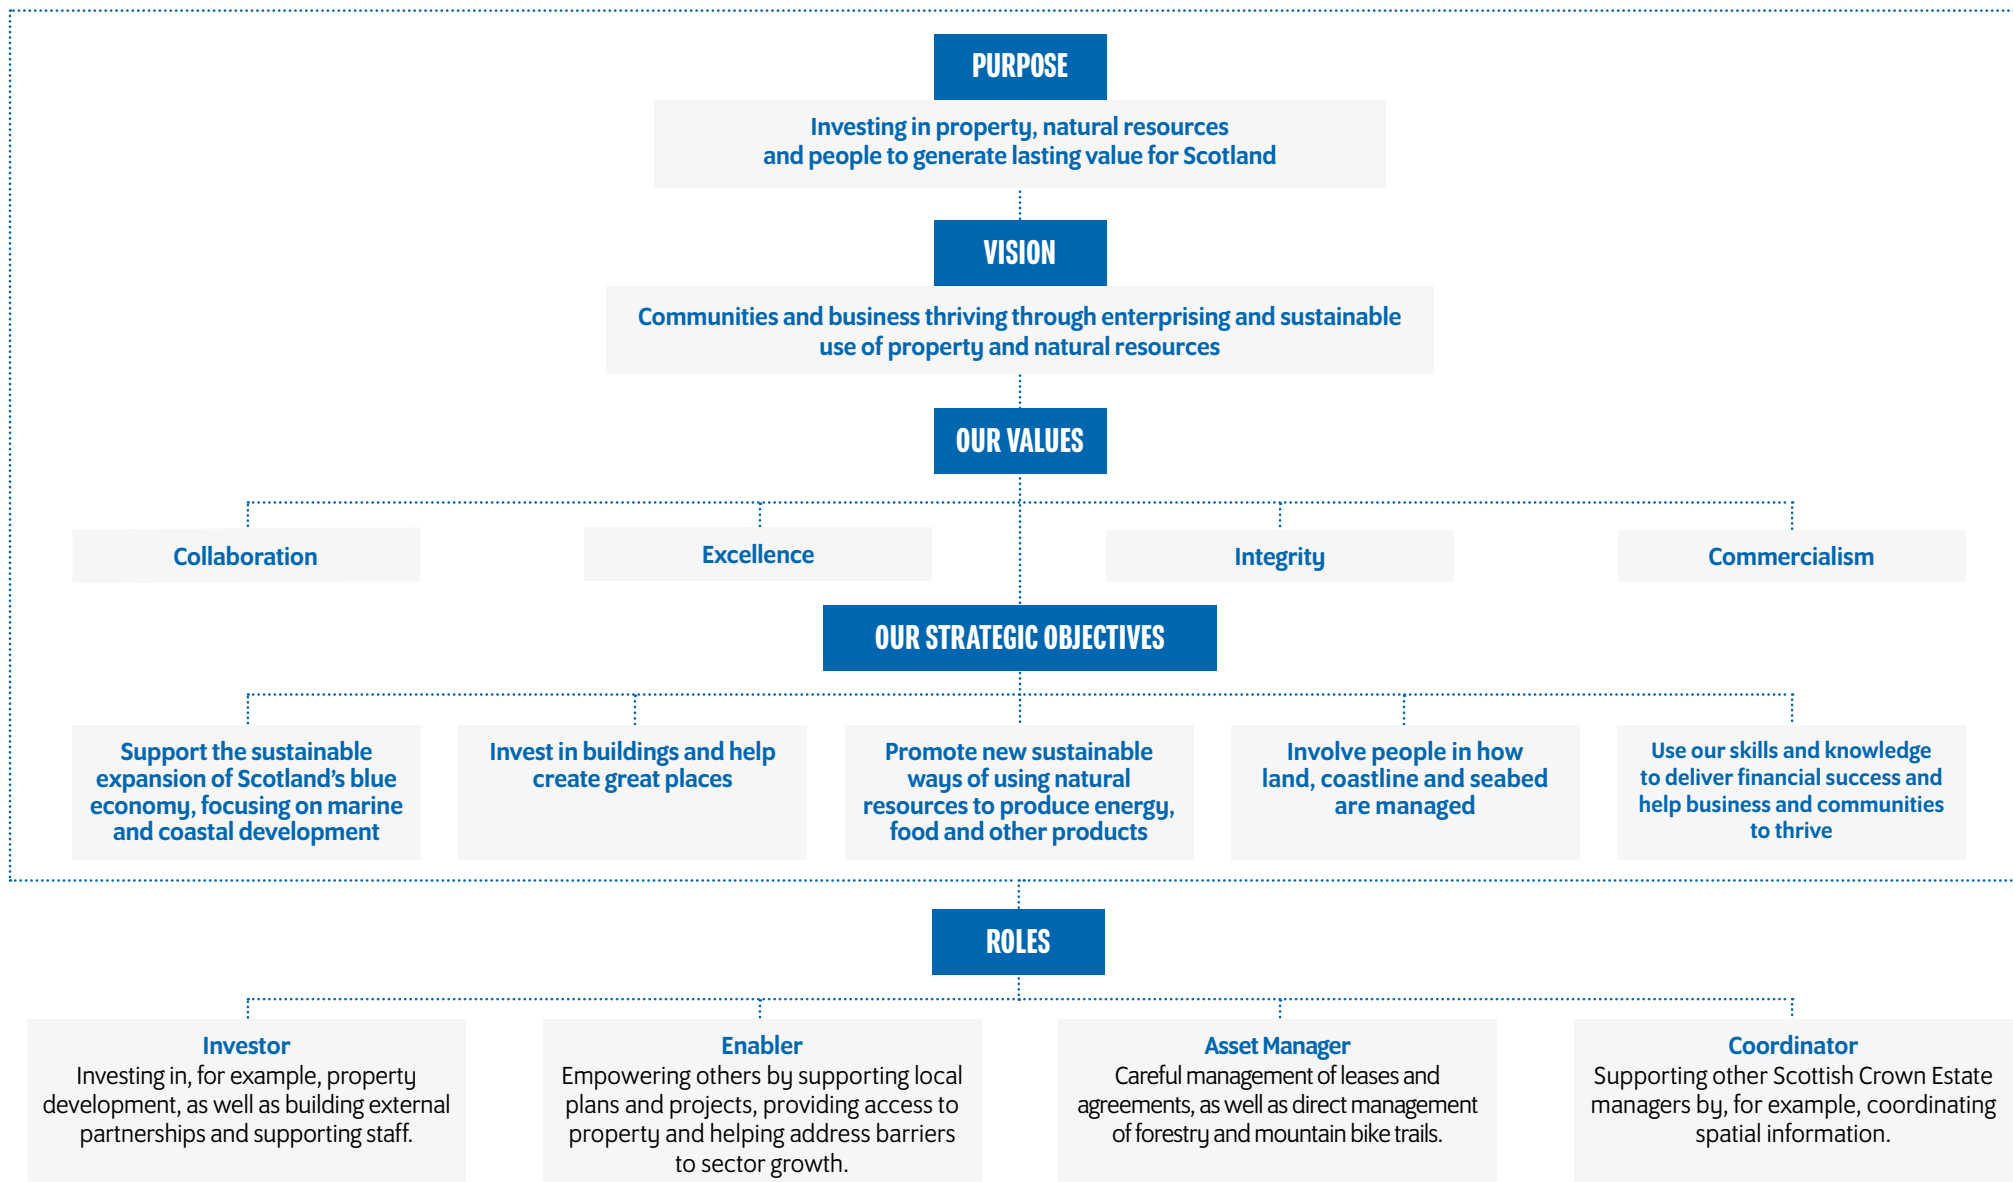 PURPOSE
Investing in property, natural resources
and people to generate lasting value for Scotland
VISION
Communities and business thriving through enterprising and sustainable
use of property and natural resources
OUR VALUES
Collaboration
Excellence
Integrity
Commercialism
OUR STRATEGIC OBJECTIVES
Support the sustainable
expansion of Scotland’s blue
economy, focusing on marine
and coastal development
Invest in buildings and help
create great places
Promote new sustainable
ways of using natural
resources to produce energy,
food and other products
Involve people in how
land, coastline and seabed
are managed
Use our skills and knowledge
to deliver financial success and
help business and communities
to thrive
ROLES
Investor
Investing in, for example, property
development, as well as building external
partnerships and supporting staff.
Enabler
Empowering others by supporting local
plans and projects, providing access to
property and helping address barriers
to sector growth.
Asset Manager
Careful management of leases and
agreements, as well as direct management
of forestry and mountain bike trails.
Coordinator
Supporting other Scottish Crown Estate
managers by, for example, coordinating
spatial information.